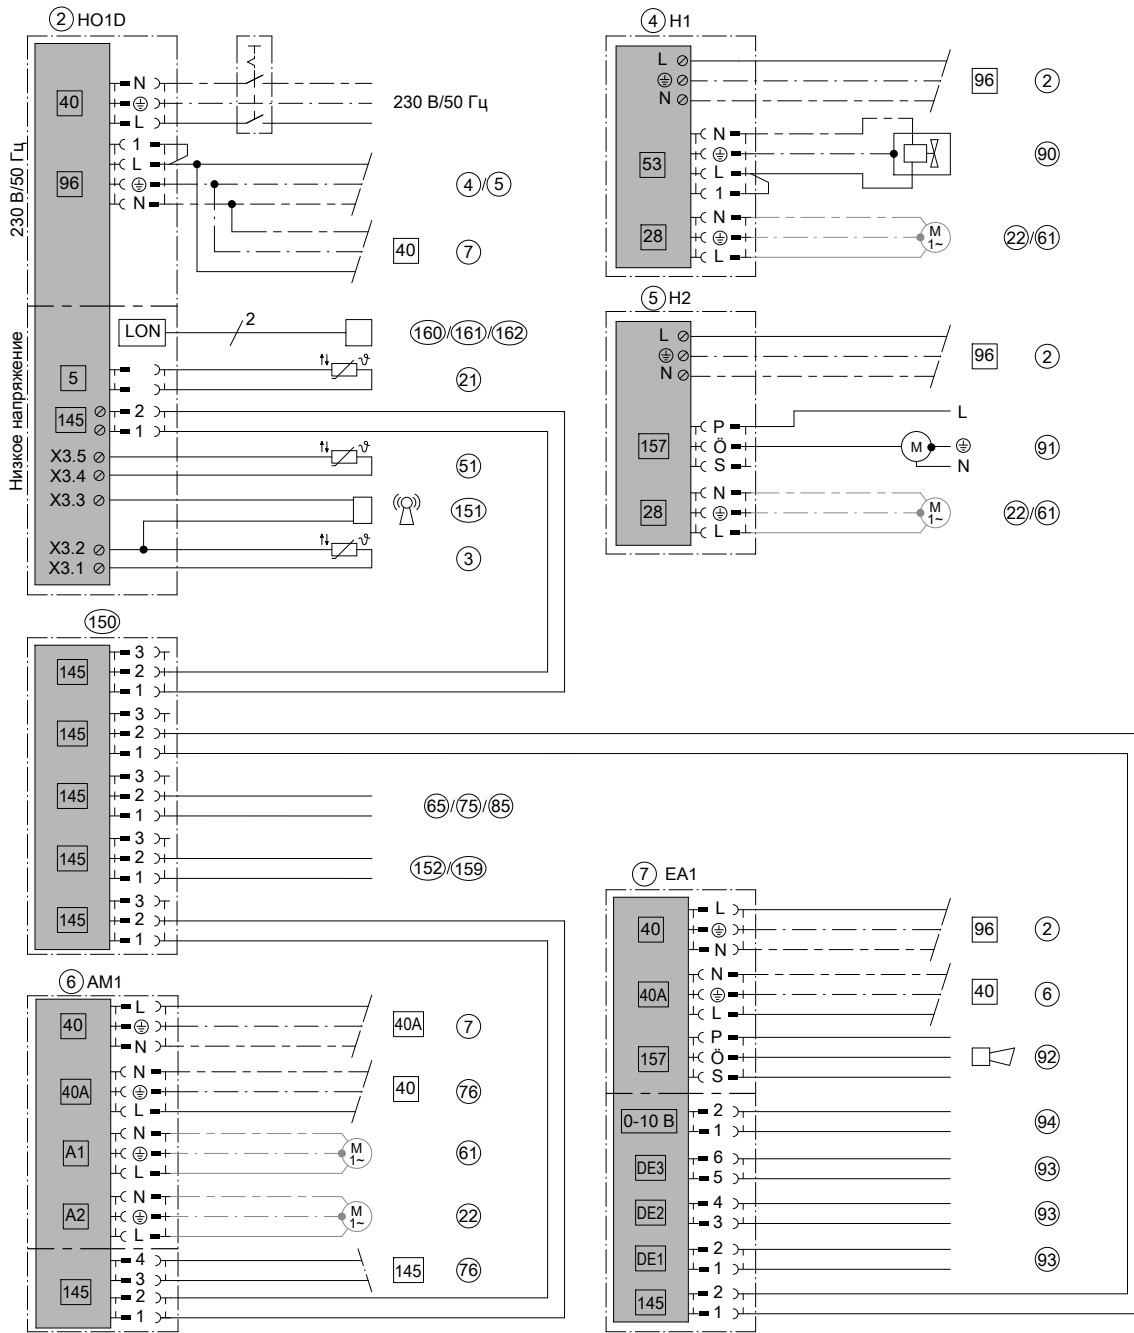 2 HO1D
230 В/50 Гц
40
N
L
230 В/50 Гц
96
1
L
N
4/5
40 7
Низкое напряжение
LON
2
160/161/162
5
ϑ
21
145
2
1
X3.5
X3.4
ϑ
51
X3.3
151
X3.2
X3.1
ϑ
3
150
145
3
2
1
145
3
2
1
145
3
2
1
65/75/85
145
3
2
1
152/159
145
3
2
1
6 AM1
40
L
N
40A 7
40A
N
L
40 76
A1
N
L
M
1~
61
A2
N
L
M
1~
22
145
4
3
2
1
145 76
4 H1
L
N
96 2
53
N
L
1
90
28
N
L
M
1~
22/61
5 H2
L
N
96 2
157
P
Ö
S
M
L
N
91
28
N
L
M
1~
22/61
7 EA1
40
L
N
96 2
40A
N
L
40 6
157
P
Ö
S
92
0-10 В
2
1
94
DE3
6
5
93
DE2
4
3
93
DE1
2
1
93
145
2
1